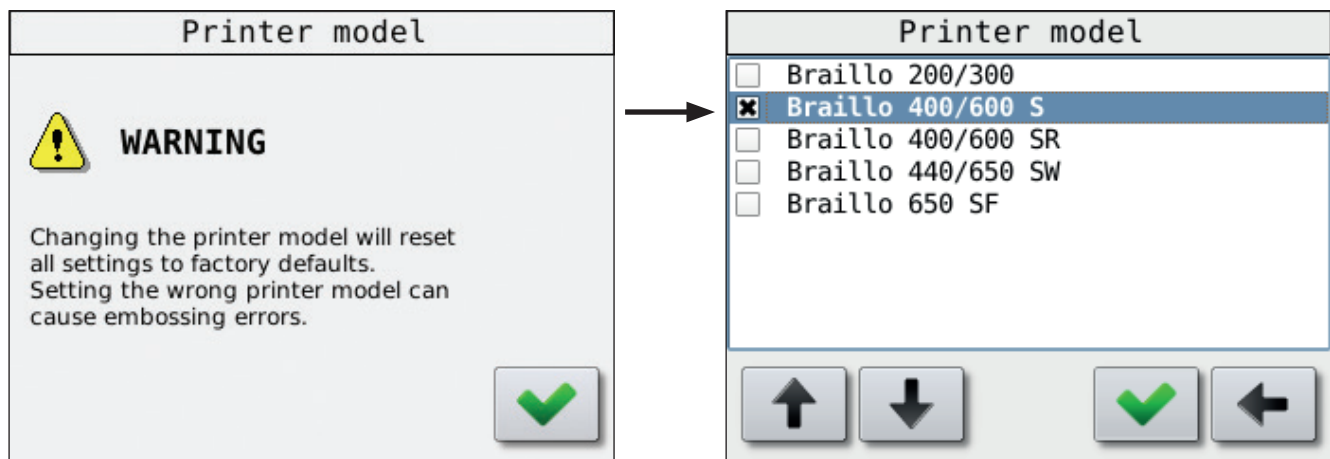 Printer model
WARNING
Changing the printer model will reset
all settings to factory defaults.
Setting the wrong printer model can
cause embossing errors.
Printer model
Braillo 200/300
Braillo 400/600 S
Braillo 400/600 SR
Braillo 440/650 SW
Braillo 650 SF